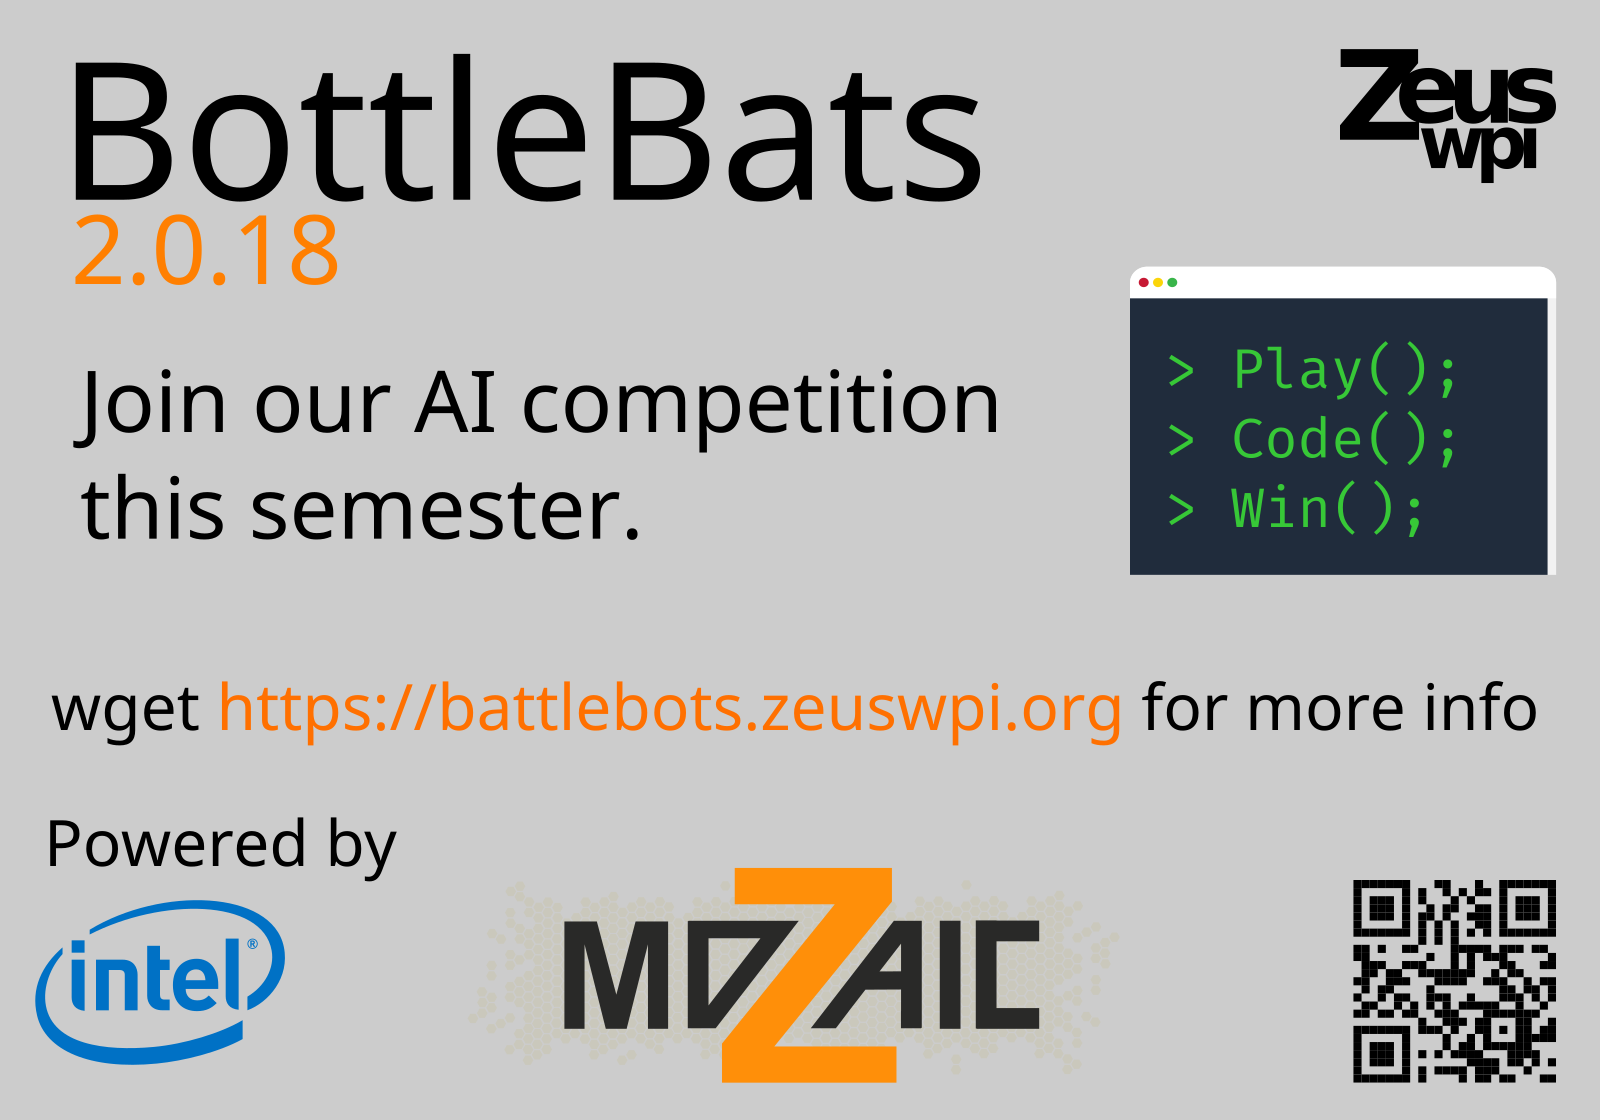 BottleBats
2.0.18
Zeus
wpi
Join our AI competition
this semester.
> Play();
> Code();
> Win();
wget https://battlebots.zeuswpi.org for more info
Powered by
intel®
MOZAIC